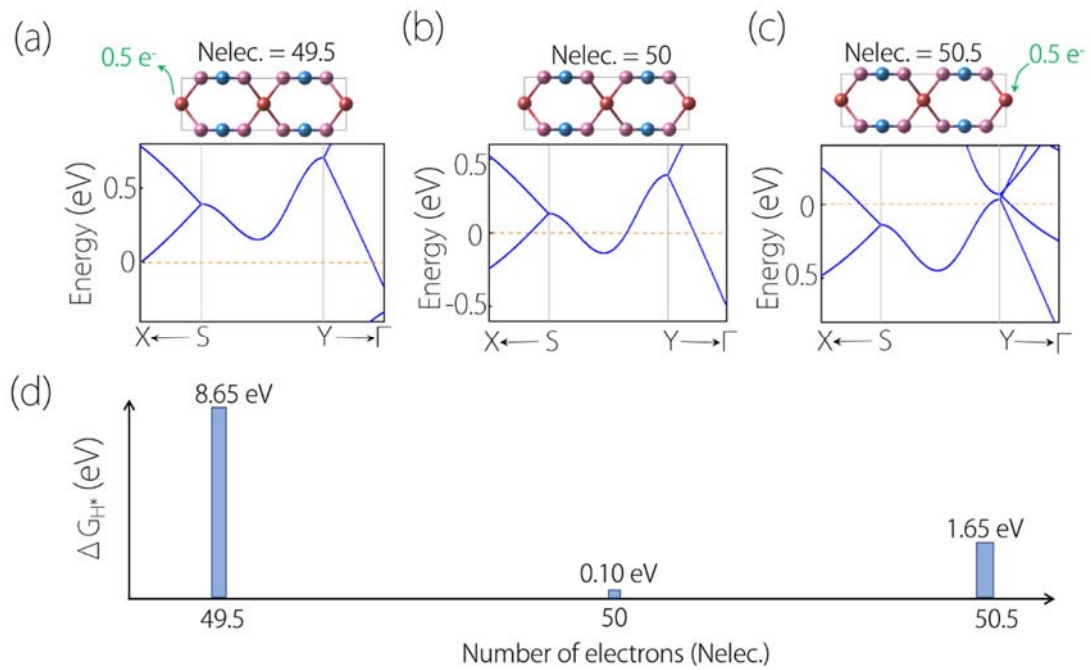 (a)
Nelec. = 49.5
0.5 e⁻
Energy (eV)
0.5
0
X
S
Y
Γ
(b)
Nelec. = 50
Energy (eV)
0.5
0
-0.5
X
S
Y
Γ
(c)
Nelec. = 50.5
0.5 e⁻
Energy (eV)
0
0.5
X
S
Y
Γ
(d)
ΔG_H* (eV)
8.65 eV
0.10 eV
1.65 eV
49.5
50
50.5
Number of electrons (Nelec.)